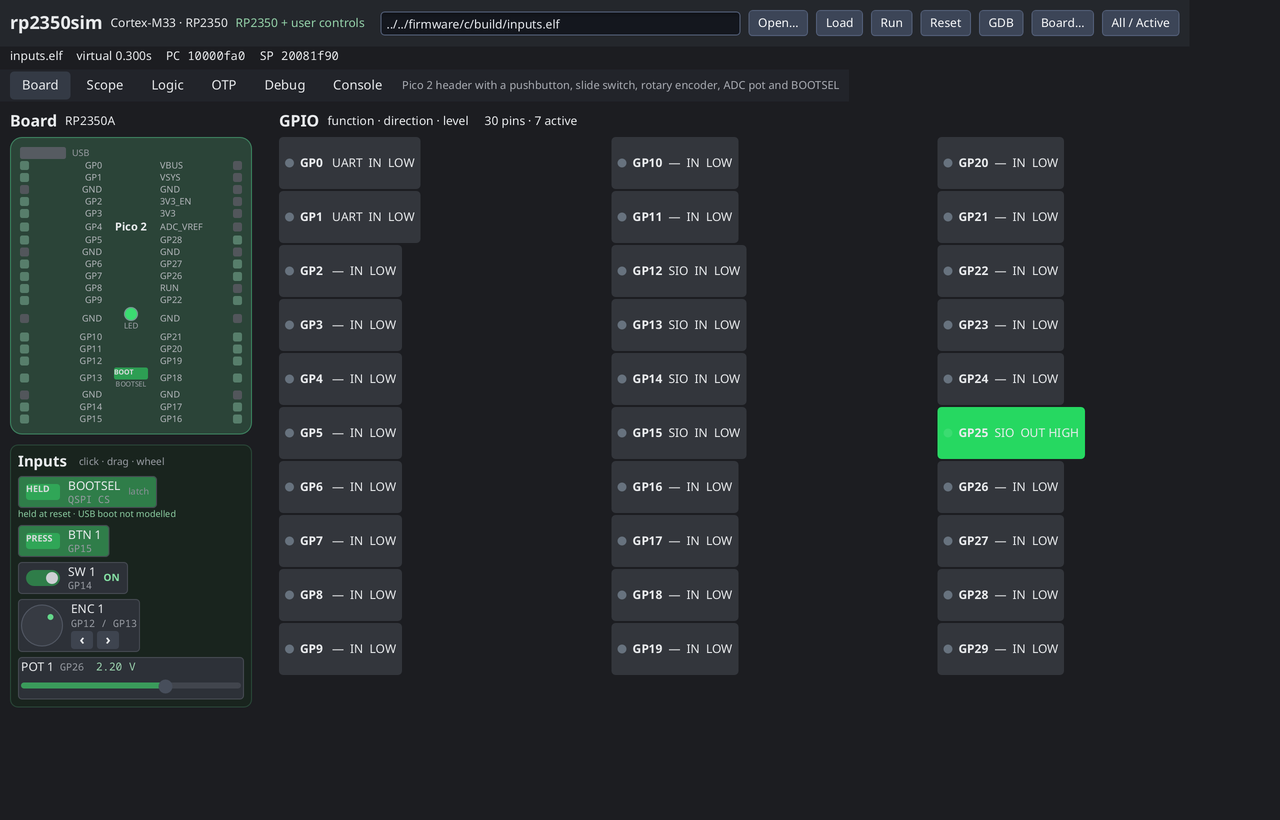 rp2350sim Cortex-M33 · RP2350 RP2350 + user controls ../../firmware/c/build/inputs.elf Open... Load Run Reset GDB Board... All / Active
inputs.elf virtual 0.300s PC 10000fa0 SP 20081f90
Board Scope Logic OTP Debug Console Pico 2 header with a pushbutton, slide switch, rotary encoder, ADC pot and BOOTSEL
Board RP2350A
USB
GP0 VBUS
GP1 VSYS
GND GND
GP2 3V3_EN
GP3 3V3
GP4 Pico 2 ADC_VREF
GP5 GP28
GND GND
GP6 GP27
GP7 GP26
GP8 RUN
GP9 GP22
GND GND
LED
GP10 GP21
GP11 GP20
GP12 GP19
BOOT
GP13 GP18
BOOTSEL
GND GND
GP14 GP17
GP15 GP16
Inputs click · drag · wheel
HELD BOOTSEL latch
QSPI CS
held at reset · USB boot not modelled
PRESS BTN 1
GP15
SW 1 ON
GP14
ENC 1
GP12 / GP13
‹ ›
POT 1 GP26 2.20 V
GPIO function · direction · level 30 pins · 7 active
GP0 UART IN LOW
GP1 UART IN LOW
GP2 — IN LOW
GP3 — IN LOW
GP4 — IN LOW
GP5 — IN LOW
GP6 — IN LOW
GP7 — IN LOW
GP8 — IN LOW
GP9 — IN LOW
GP10 — IN LOW
GP11 — IN LOW
GP12 SIO IN LOW
GP13 SIO IN LOW
GP14 SIO IN LOW
GP15 SIO IN LOW
GP16 — IN LOW
GP17 — IN LOW
GP18 — IN LOW
GP19 — IN LOW
GP20 — IN LOW
GP21 — IN LOW
GP22 — IN LOW
GP23 — IN LOW
GP24 — IN LOW
GP25 SIO OUT HIGH
GP26 — IN LOW
GP27 — IN LOW
GP28 — IN LOW
GP29 — IN LOW